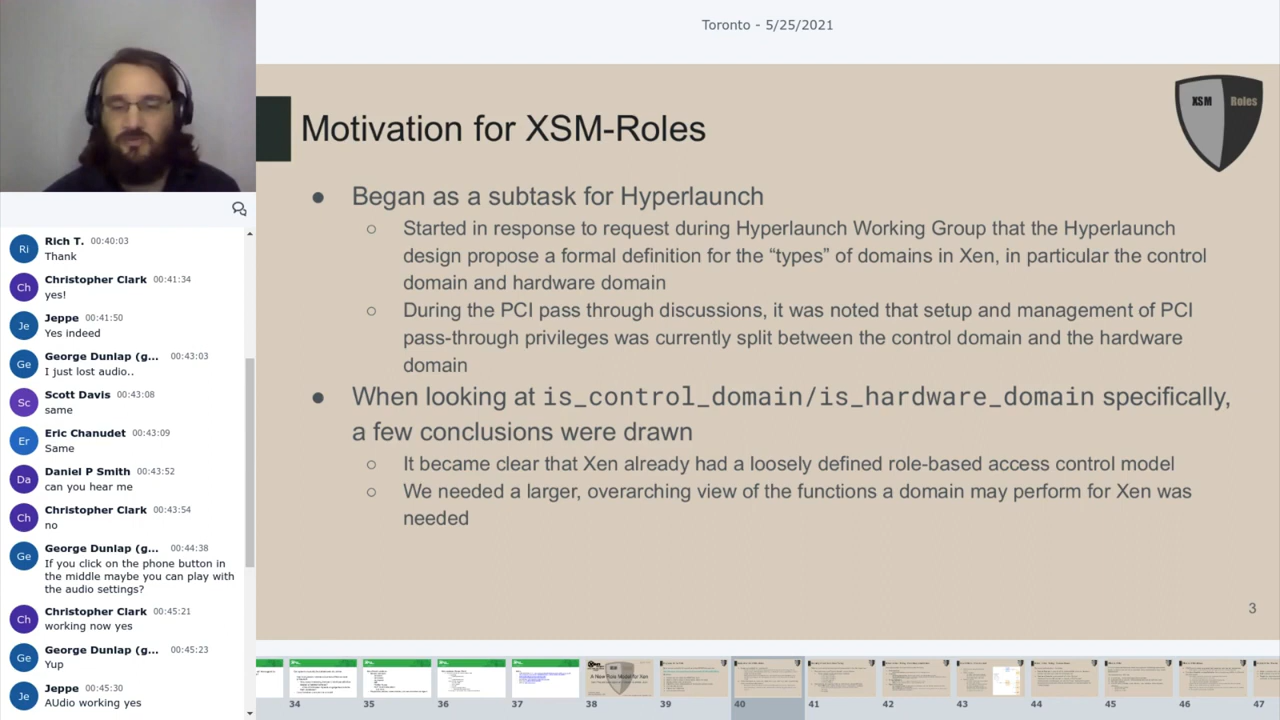 Toronto - 5/25/2021
XSM Roles
Motivation for XSM-Roles
● Began as a subtask for Hyperlaunch
○ Started in response to request during Hyperlaunch Working Group that the Hyperlaunch
design propose a formal definition for the “types” of domains in Xen, in particular the control
domain and hardware domain
○ During the PCI pass through discussions, it was noted that setup and management of PCI
pass-through privileges was currently split between the control domain and the hardware
domain
● When looking at is_control_domain/is_hardware_domain specifically,
a few conclusions were drawn
○ It became clear that Xen already had a loosely defined role-based access control model
○ We needed a larger, overarching view of the functions a domain may perform for Xen was
needed
3
Ri Rich T. 00:40:03
Thank
Ch Christopher Clark 00:41:34
yes!
Je Jeppe 00:41:50
Yes indeed
Ge George Dunlap (g... 00:43:03
I just lost audio..
Sc Scott Davis 00:43:08
same
Er Eric Chanudet 00:43:09
Same
Da Daniel P Smith 00:43:52
can you hear me
Ch Christopher Clark 00:43:54
no
Ge George Dunlap (g... 00:44:38
If you click on the phone button in
the middle maybe you can play with
the audio settings?
Ch Christopher Clark 00:45:21
working now yes
Ge George Dunlap (g... 00:45:23
Yup
Je Jeppe 00:45:30
AUdio working yes
34 35 36 37 38 39 40 41 42 43 44 45 46 47